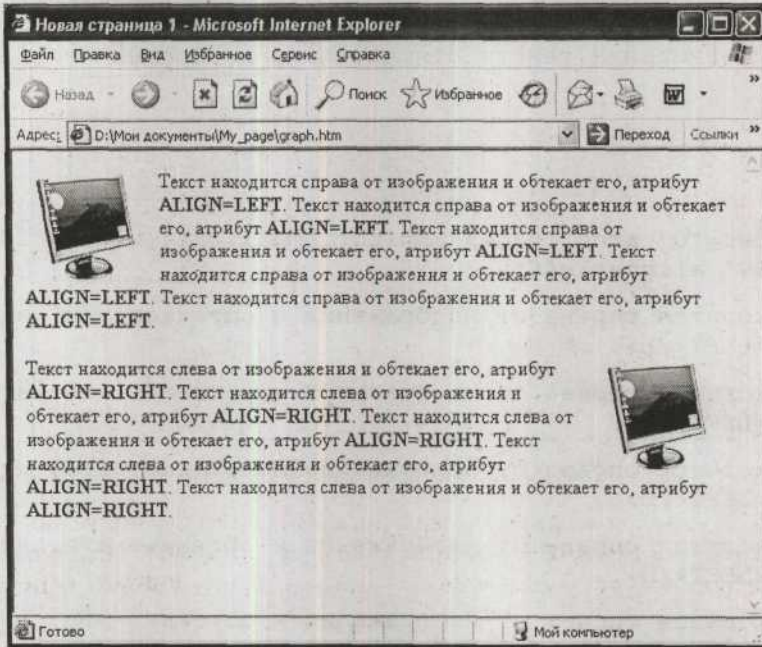 Новая страница 1 - Microsoft Internet Explorer
Файл Правка Вид Избранное Сервис Справка
Назад Поиск Избранное »
Адрес: D:\Мои документы\My_page\graph.htm Переход Ссылки »
Текст находится справа от изображения и обтекает его, атрибут
ALIGN=LEFT. Текст находится справа от изображения и обтекает
его, атрибут ALIGN=LEFT. Текст находится справа от
изображения и обтекает его, атрибут ALIGN=LEFT. Текст
находится справа от изображения и обтекает его, атрибут
ALIGN=LEFT. Текст находится справа от изображения и обтекает его, атрибут
ALIGN=LEFT.
Текст находится слева от изображения и обтекает его, атрибут
ALIGN=RIGHT. Текст находится слева от изображения и
обтекает его, атрибут ALIGN=RIGHT. Текст находится слева от
изображения и обтекает его, атрибут ALIGN=RIGHT. Текст
находится слева от изображения и обтекает его, атрибут
ALIGN=RIGHT. Текст находится слева от изображения и обтекает его, атрибут
ALIGN=RIGHT.
Готово Мой компьютер